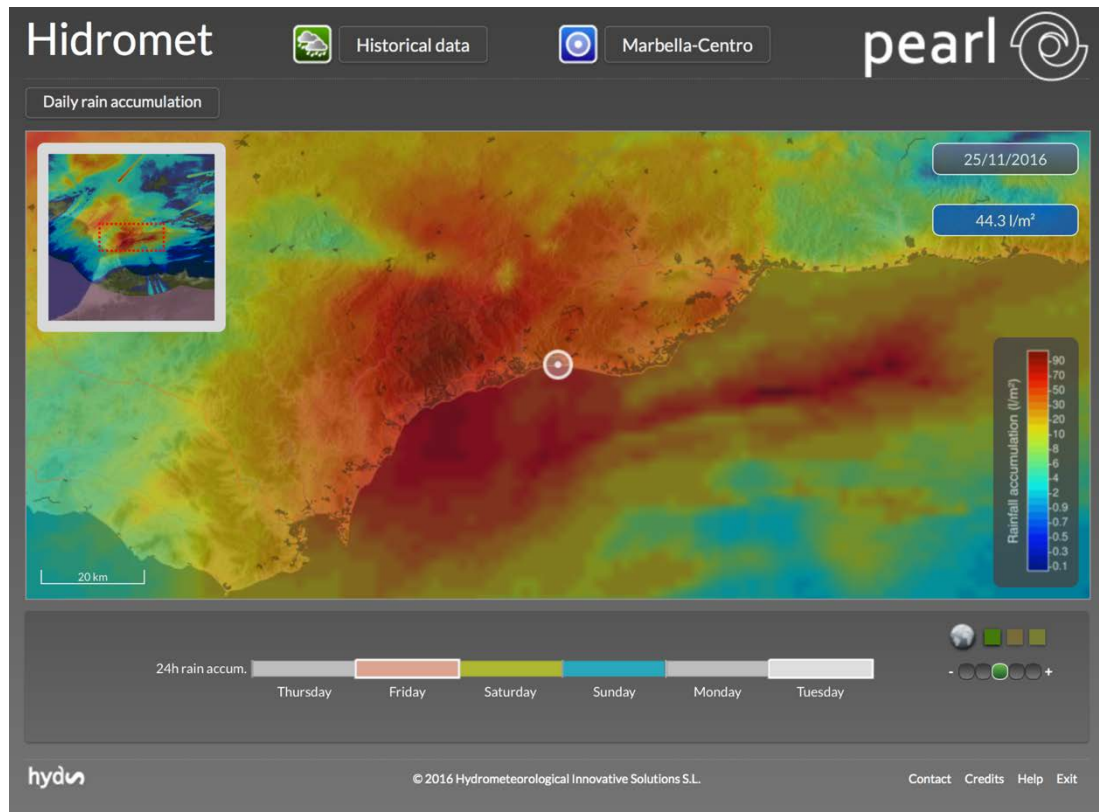 Hidromet
Historical data
Marbella-Centro
pearl
Daily rain accumulation
25/11/2016
44.3 l/m²
Rainfall accumulation (l/m²)
90
70
50
30
20
10
8
6
4
2
0.9
0.7
0.5
0.3
0.1
20 km
24h rain accum.
Thursday Friday Saturday Sunday Monday Tuesday
- +
hyds
© 2016 Hydrometeorological Innovative Solutions S.L.
Contact Credits Help Exit